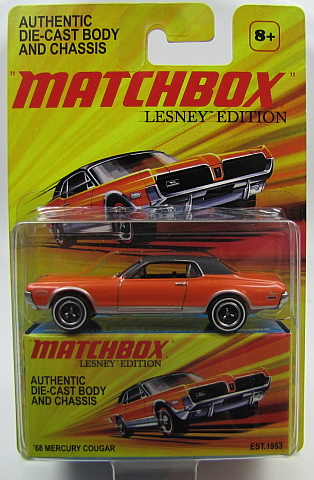 AUTHENTIC
DIE-CAST BODY
AND CHASSIS
8+
"MATCHBOX"
LESNEY™ EDITION
"MATCHBOX"
LESNEY™ EDITION
AUTHENTIC
DIE-CAST BODY
AND CHASSIS
'68 MERCURY COUGAR
EST.1953